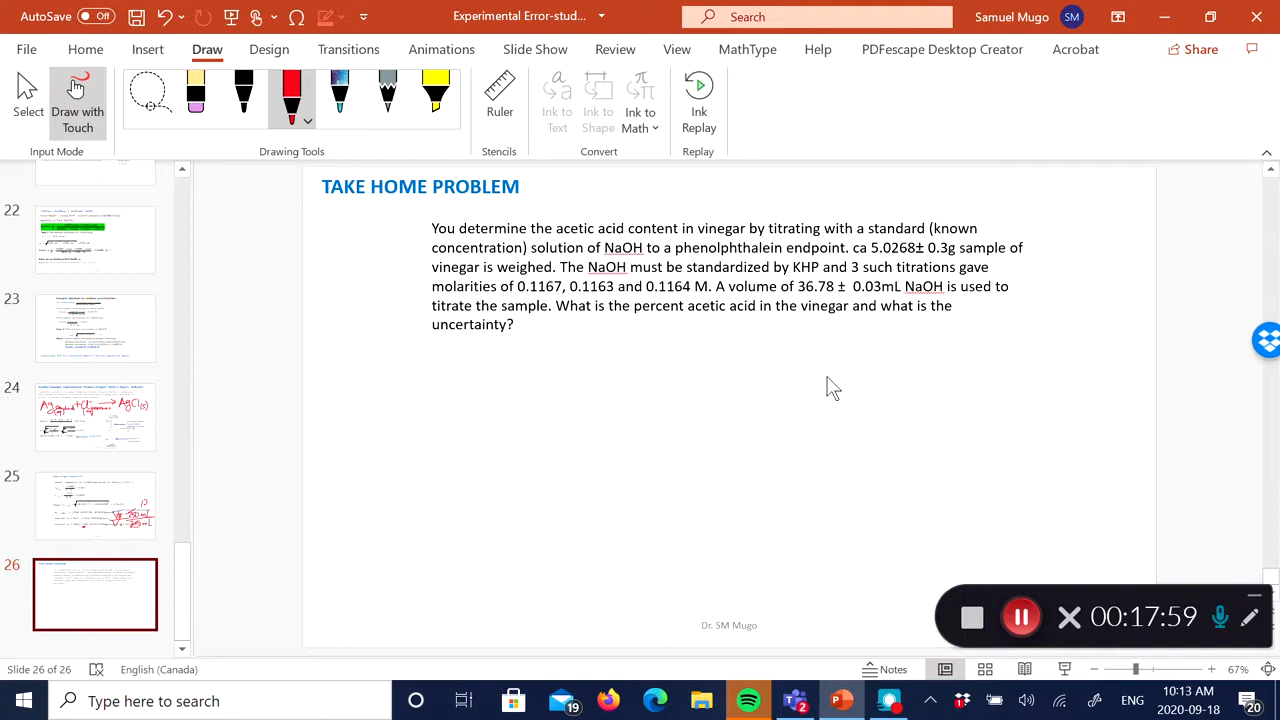 AutoSave Off
Experimental Error-stud...
Search
Samuel Mugo SM
File Home Insert Draw Design Transitions Animations Slide Show Review View MathType Help PDFescape Desktop Creator Acrobat Share
Select
Draw with Touch
Input Mode
Drawing Tools
Ruler
Stencils
Ink to Text
Ink to Shape
Ink to Math
Convert
Ink Replay
Replay
22
23
24
25
26
TAKE HOME PROBLEM
You determine the acetic acid content in vinegar by titrating with a standard (known
concentration) solution of NaOH to a phenolphthalein endpoint. ca 5.0268± 0.3g sample of
vinegar is weighed. The NaOH must be standardized by KHP and 3 such titrations gave
molarities of 0.1167, 0.1163 and 0.1164 M. A volume of 36.78 ± 0.03mL NaOH is used to
titrate the sample. What is the percent acetic acid in the vinegar and what is the
uncertainty?
Dr. SM Mugo
00:17:59
Slide 26 of 26 English (Canada) Notes 67%
Type here to search
19
2
1
ENG
10:13 AM
2020-09-18
20